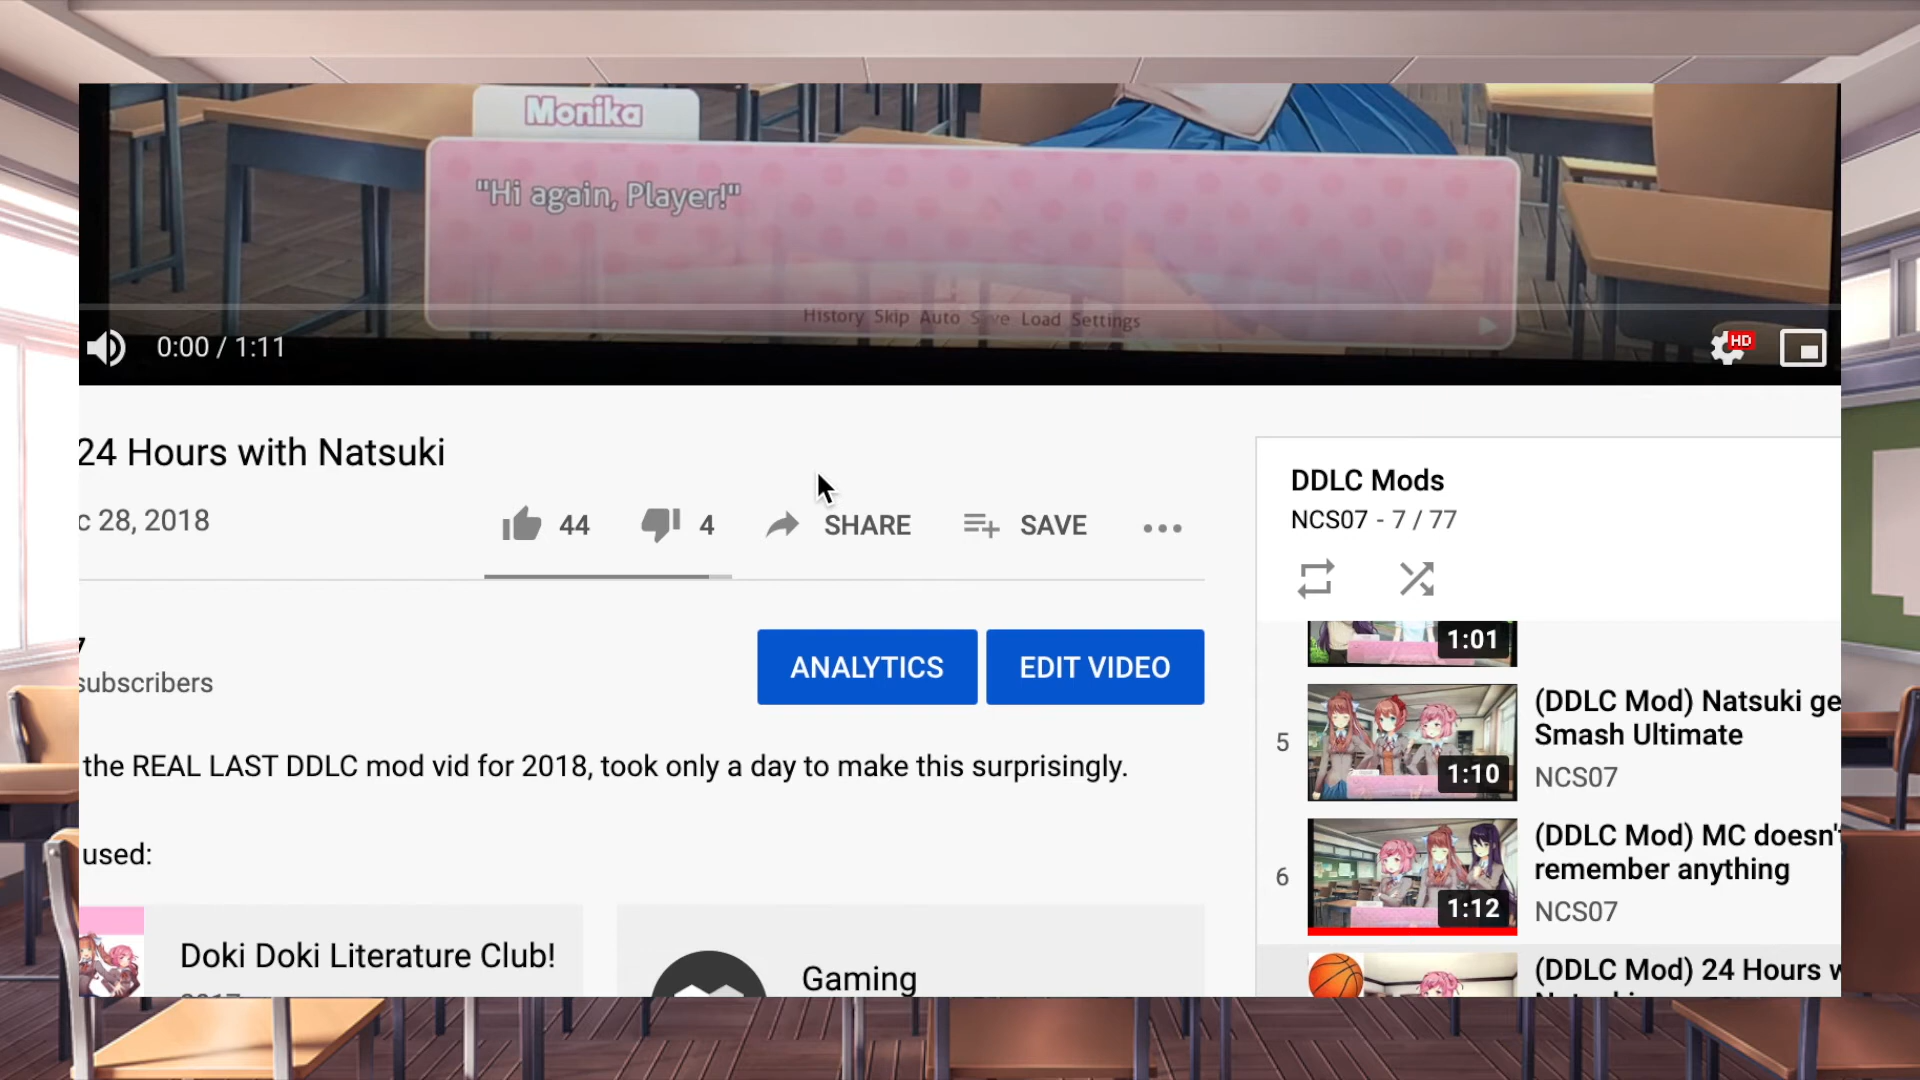 Monika
"Hi again, Player!"
History Skip Auto Save Load Settings
0:00 / 1:11
HD
24 Hours with Natsuki
c 28, 2018
44
4
SHARE
SAVE
DDLC Mods
NCS07 - 7 / 77
1:01
subscribers
ANALYTICS
EDIT VIDEO
5
1:10
(DDLC Mod) Natsuki ge
Smash Ultimate
NCS07
the REAL LAST DDLC mod vid for 2018, took only a day to make this surprisingly.
used:
6
1:12
(DDLC Mod) MC doesn't
remember anything
NCS07
Doki Doki Literature Club!
Gaming
(DDLC Mod) 24 Hours w